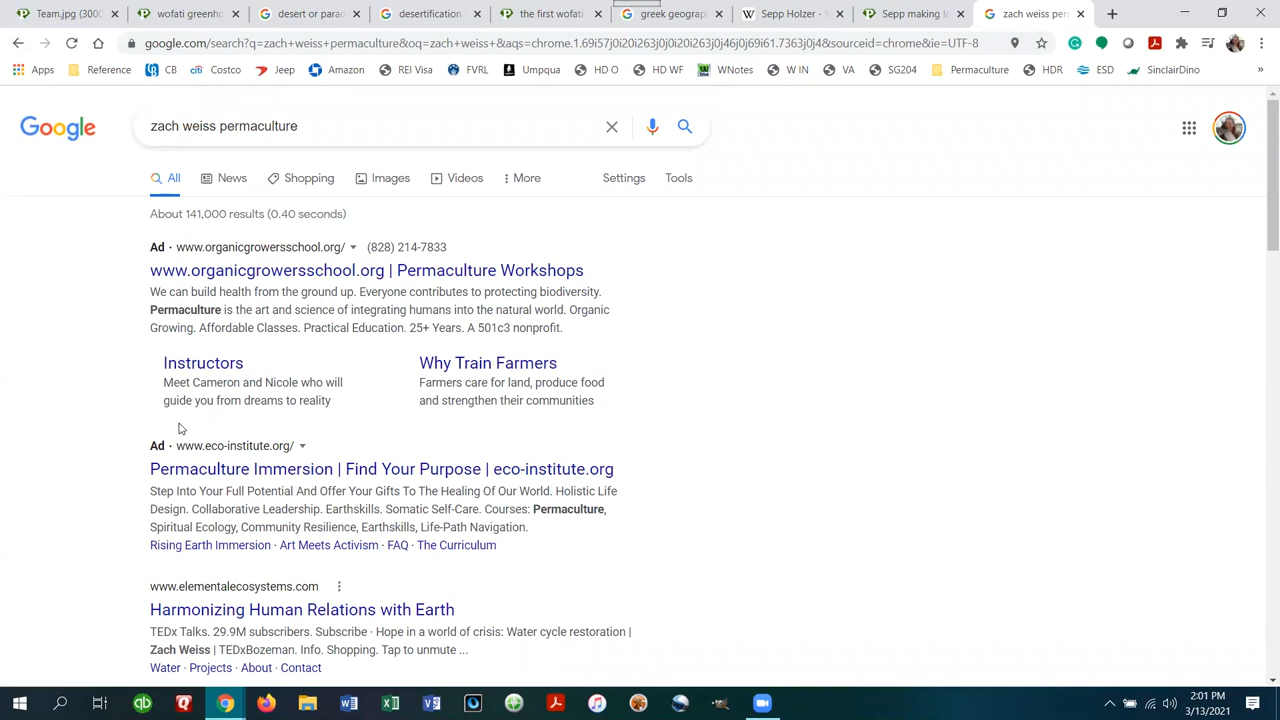 Team.jpg (300
wofati greenho
desert or parad
desertification
the first wofati
greek geograp
Sepp Holzer -
Sepp making la
zach weiss perm
google.com/search?q=zach+weiss+permaculture&oq=zach+weiss+&aqs=chrome.1.69i57j0i20i263j0j0i20i263j0j46j0j69i61.7363j0j4&sourceid=chrome&ie=UTF-8
Apps Reference CB Costco Jeep Amazon REI Visa FVRL Umpqua HD O HD WF WNotes W IN VA SG204 Permaculture HDR ESD SinclairDino »
Google
zach weiss permaculture
All News Shopping Images Videos More Settings Tools
About 141,000 results (0.40 seconds)
Ad · www.organicgrowersschool.org/ (828) 214-7833
www.organicgrowersschool.org | Permaculture Workshops
We can build health from the ground up. Everyone contributes to protecting biodiversity.
Permaculture is the art and science of integrating humans into the natural world. Organic
Growing. Affordable Classes. Practical Education. 25+ Years. A 501c3 nonprofit.
Instructors
Meet Cameron and Nicole who will
guide you from dreams to reality
Why Train Farmers
Farmers care for land, produce food
and strengthen their communities
Ad · www.eco-institute.org/
Permaculture Immersion | Find Your Purpose | eco-institute.org
Step Into Your Full Potential And Offer Your Gifts To The Healing Of Our World. Holistic Life
Design. Collaborative Leadership. Earthskills. Somatic Self-Care. Courses: Permaculture,
Spiritual Ecology, Community Resilience, Earthskills, Life-Path Navigation.
Rising Earth Immersion · Art Meets Activism · FAQ · The Curriculum
www.elementalecosystems.com
Harmonizing Human Relations with Earth
TEDx Talks. 29.9M subscribers. Subscribe · Hope in a world of crisis: Water cycle restoration |
Zach Weiss | TEDxBozeman. Info. Shopping. Tap to unmute ...
Water · Projects · About · Contact
2:01 PM
3/13/2021